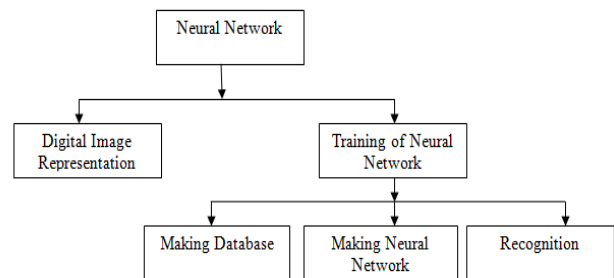 Neural Network
Digital Image
Representation
Training of Neural
Network
Making Database
Making Neural
Network
Recognition